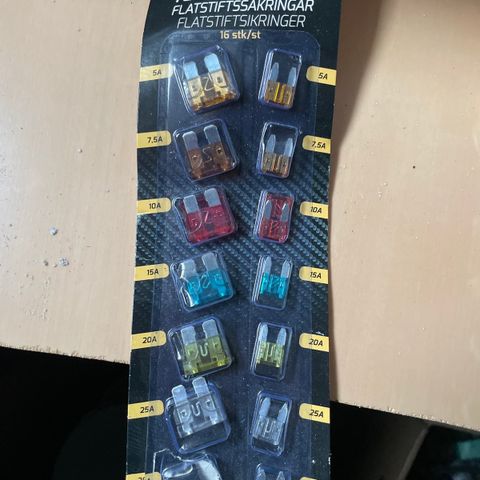 FLATSTIFTSSÄKRINGAR
FLATSTIFTSIKRINGER
16 stk/st
5A 5A
7.5A 7.5A
10A 10A
15A 15A
20A 20A
25A 25A